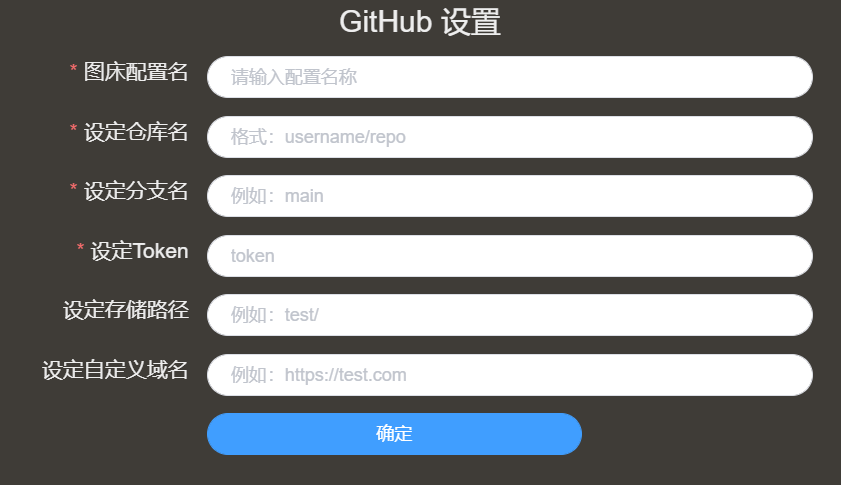 GitHub 设置
* 图床配置名 请输入配置名称
* 设定仓库名 格式：username/repo
* 设定分支名 例如：main
* 设定Token token
设定存储路径 例如：test/
设定自定义域名 例如：https://test.com
确定